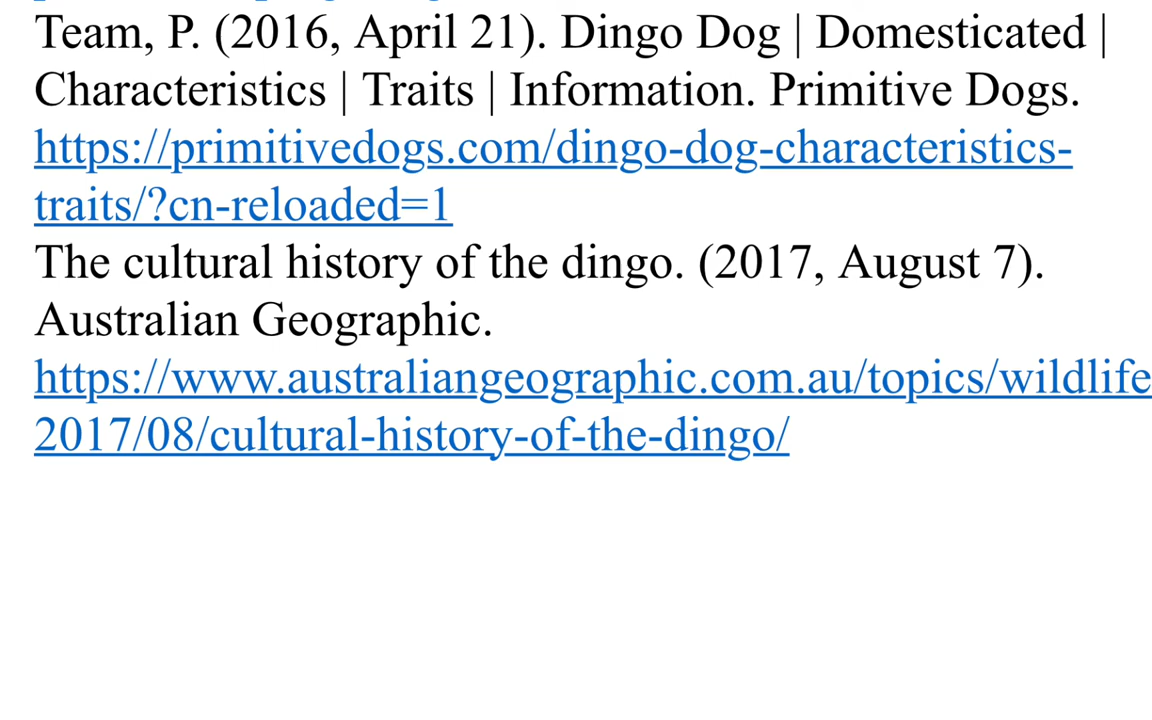 Team, P. (2016, April 21). Dingo Dog | Domesticated |
Characteristics | Traits | Information. Primitive Dogs.
https://primitivedogs.com/dingo-dog-characteristics-
traits/?cn-reloaded=1
The cultural history of the dingo. (2017, August 7).
Australian Geographic.
https://www.australiangeographic.com.au/topics/wildlife
2017/08/cultural-history-of-the-dingo/